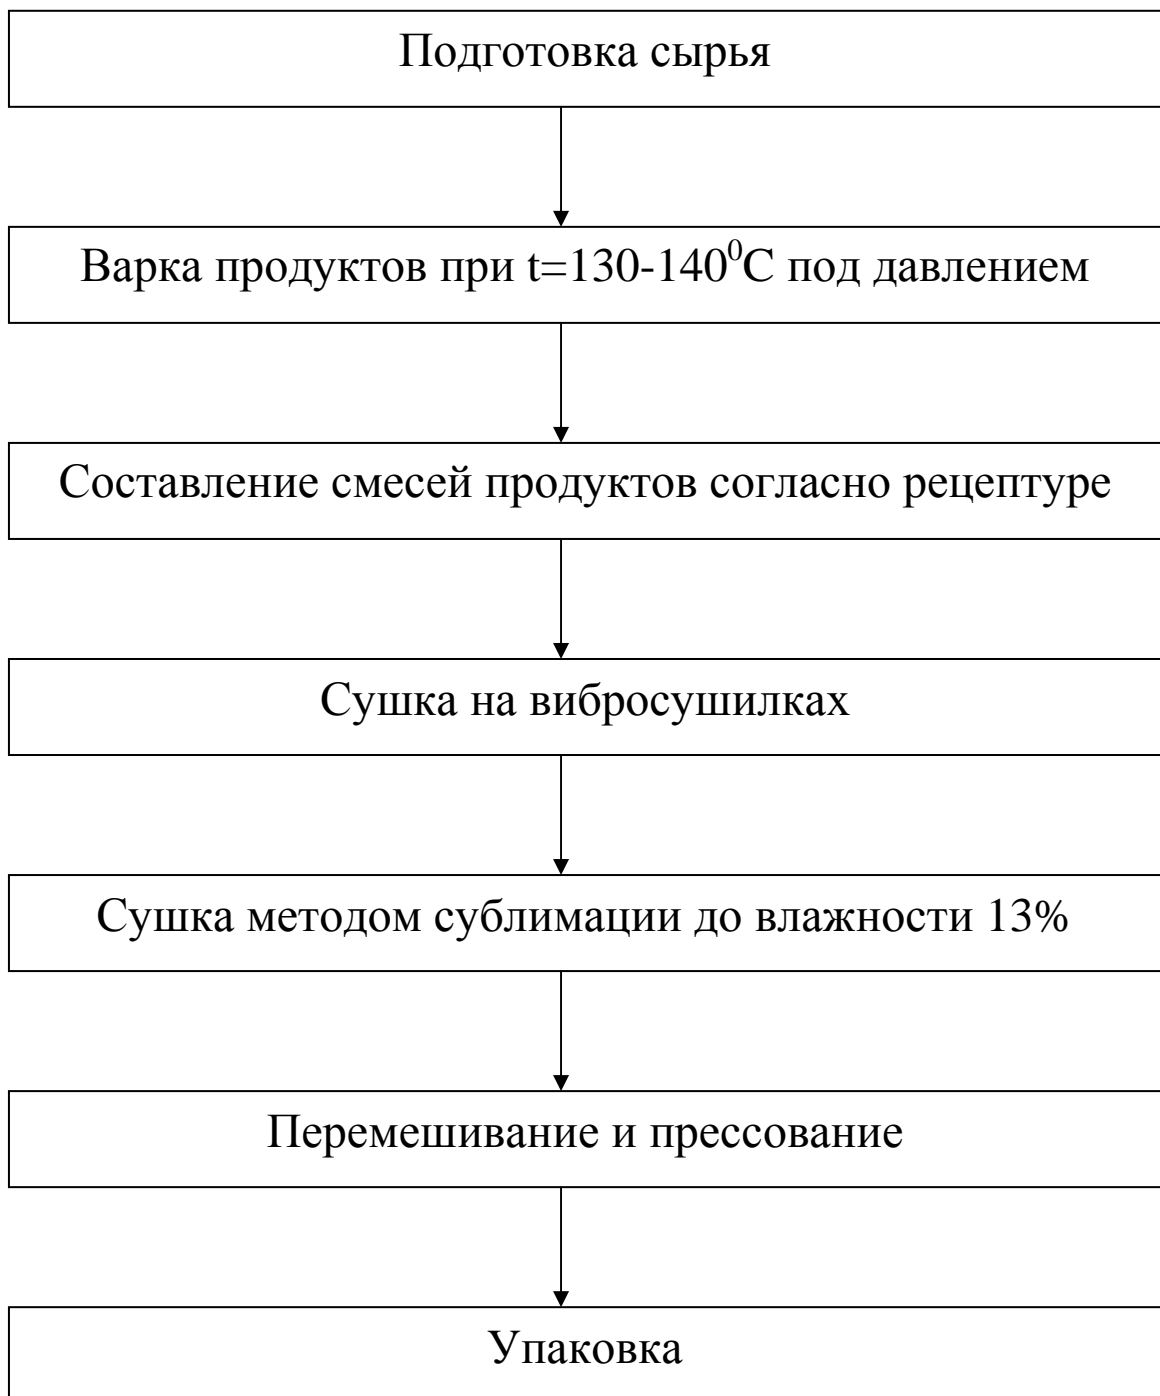 Подготовка сырья
Варка продуктов при t=130-140⁰С под давлением
Составление смесей продуктов согласно рецептуре
Сушка на вибросушилках
Сушка методом сублимации до влажности 13%
Перемешивание и прессование
Упаковка